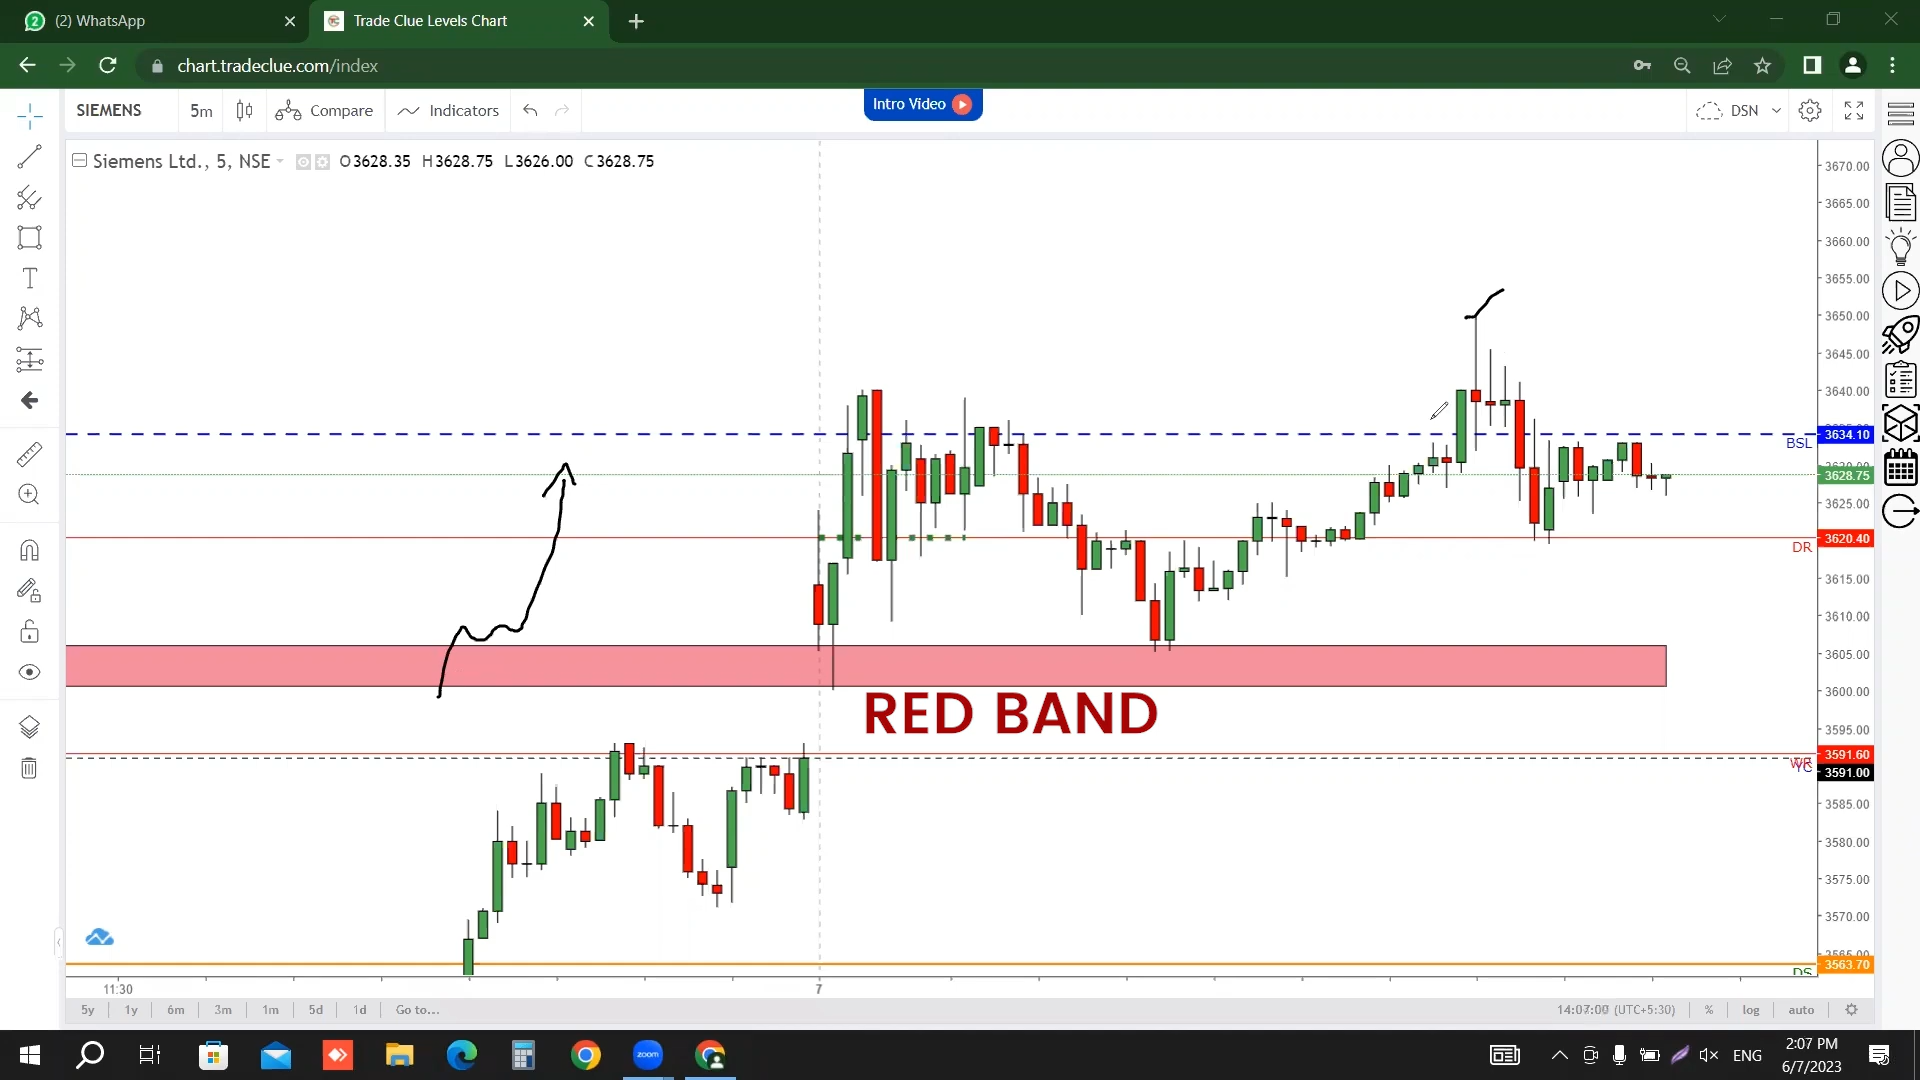 (2) WhatsApp
Trade Clue Levels Chart
chart.tradeclue.com/index
SIEMENS
5m
Compare
Indicators
Intro Video
DSN
Siemens Ltd., 5, NSE
O3628.35 H3628.75 L3626.00 C3628.75
3670.00
3665.00
3660.00
3655.00
3650.00
3645.00
3640.00
BSL
3634.10
3628.75
3625.00
DR
3620.40
3615.00
3610.00
3605.00
3600.00
RED BAND
3595.00
3591.60
WR
YC
3591.00
3585.00
3580.00
3575.00
3570.00
DS
3563.70
11:30
7
5y 1y 6m 3m 1m 5d 1d Go to...
14:07:00 (UTC+5:30) % log auto
zoom
ENG
2:07 PM
6/7/2023